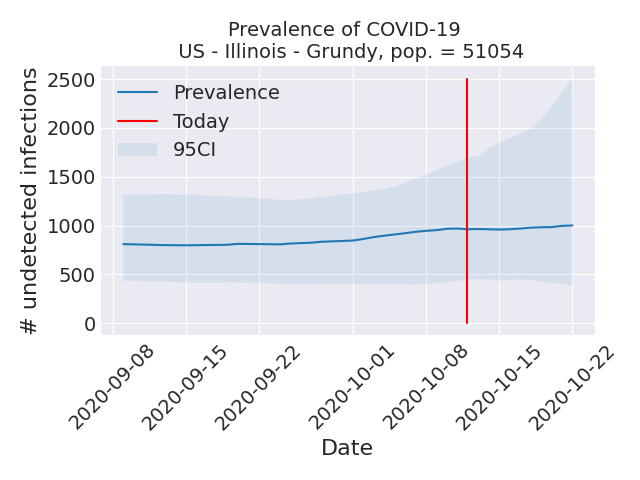 Prevalence of COVID-19
US - Illinois - Grundy, pop. = 51054
# undetected infections
2500
2000
1500
1000
500
0
Prevalence
Today
95CI
2020-09-08
2020-09-15
2020-09-22
2020-10-01
2020-10-08
2020-10-15
2020-10-22
Date